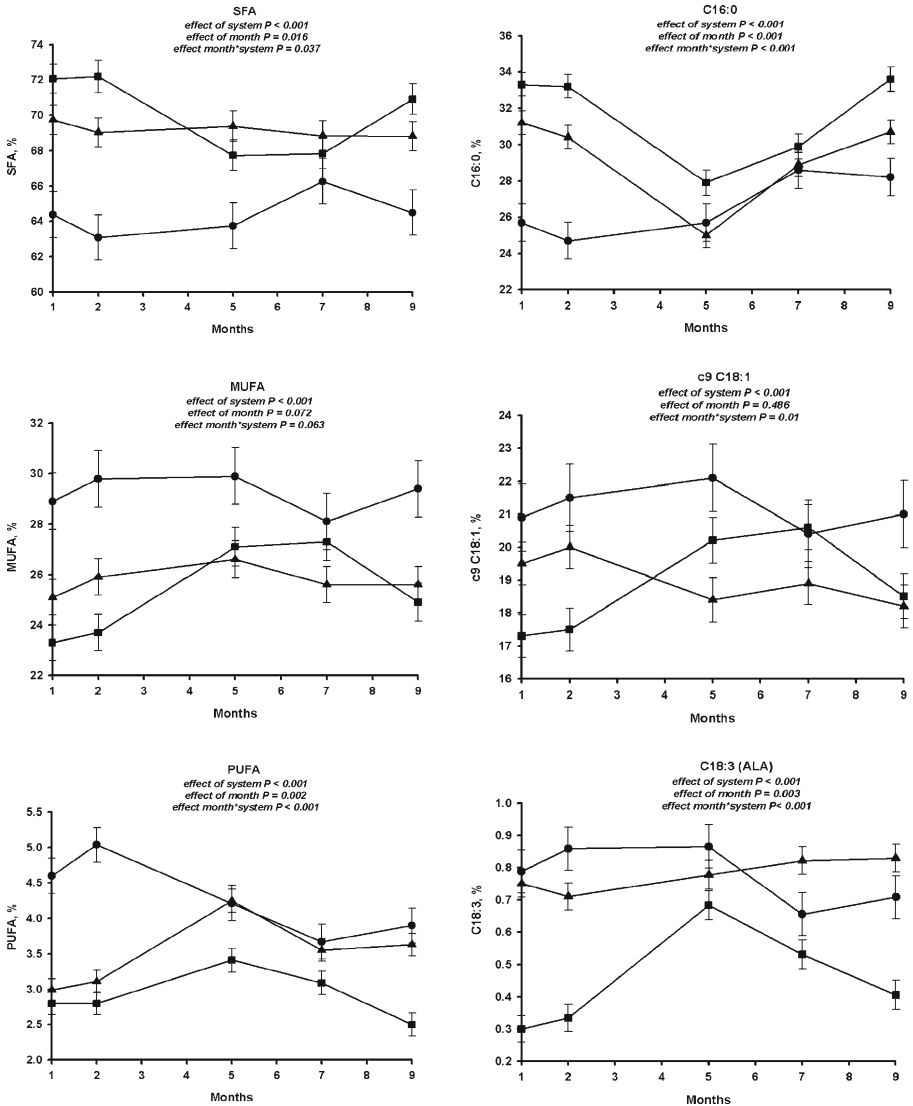 SFA
effect of system P < 0.001
effect of month P = 0.016
effect month*system P = 0.037
74
72
70
68
66
64
62
60
SFA, %
1 2 3 4 5 6 7 8 9
Months
C16:0
effect of system P < 0.001
effect of month P < 0.001
effect month*system P < 0.001
36
34
32
30
28
26
24
22
C16:0, %
1 2 3 4 5 6 7 8 9
Months
MUFA
effect of system P < 0.001
effect of month P = 0.072
effect month*system P = 0.063
32
30
28
26
24
22
MUFA, %
1 2 3 4 5 6 7 8 9
Months
c9 C18:1
effect of system P < 0.001
effect of month P = 0.486
effect month*system P = 0.01
24
23
22
21
20
19
18
17
16
c9 C18:1, %
1 2 3 4 5 6 7 8 9
Months
PUFA
effect of system P < 0.001
effect of month P = 0.002
effect month*system P < 0.001
5.5
5.0
4.5
4.0
3.5
3.0
2.5
2.0
PUFA, %
1 2 3 4 5 6 7 8 9
Months
C18:3 (ALA)
effect of system P < 0.001
effect of month P = 0.003
effect month*system P< 0.001
1.0
0.9
0.8
0.7
0.6
0.5
0.4
0.3
0.2
C18:3, %
1 2 3 4 5 6 7 8 9
Months